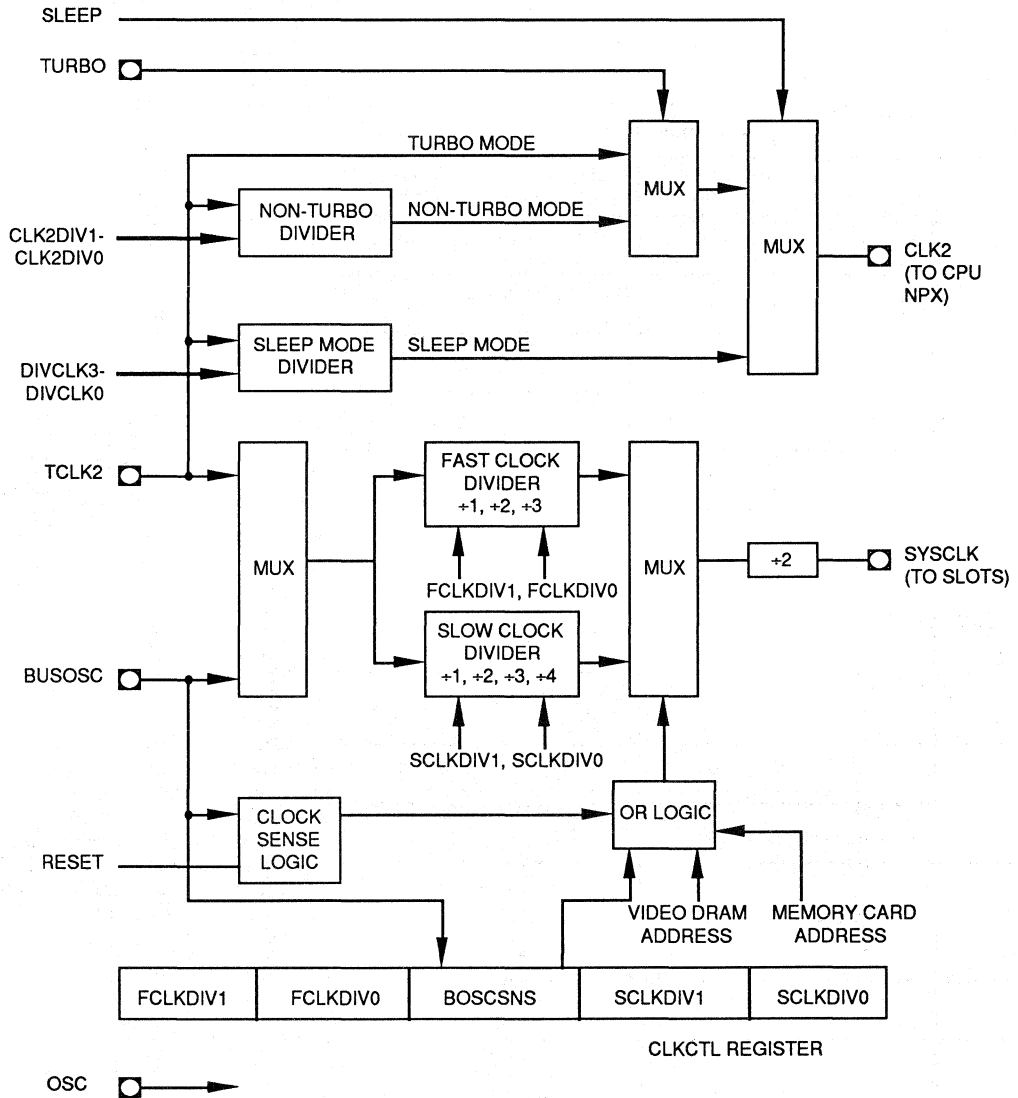 SLEEP
TURBO
TURBO MODE
MUX
NON-TURBO
DIVIDER
NON-TURBO MODE
CLK2DIV1-
CLK2DIV0
MUX
CLK2
(TO CPU
NPX)
SLEEP MODE
DIVIDER
SLEEP MODE
DIVCLK3-
DIVCLK0
TCLK2
FAST CLOCK
DIVIDER
÷1, ÷2, ÷3
MUX
MUX
÷2
SYSCLK
(TO SLOTS)
FCLKDIV1, FCLKDIV0
SLOW CLOCK
DIVIDER
÷1, ÷2, ÷3, ÷4
BUSOSC
SCLKDIV1, SCLKDIV0
CLOCK
SENSE
LOGIC
OR LOGIC
RESET
VIDEO DRAM
ADDRESS
MEMORY CARD
ADDRESS
FCLKDIV1
FCLKDIV0
BOSCSNS
SCLKDIV1
SCLKDIV0
CLKCTL REGISTER
OSC